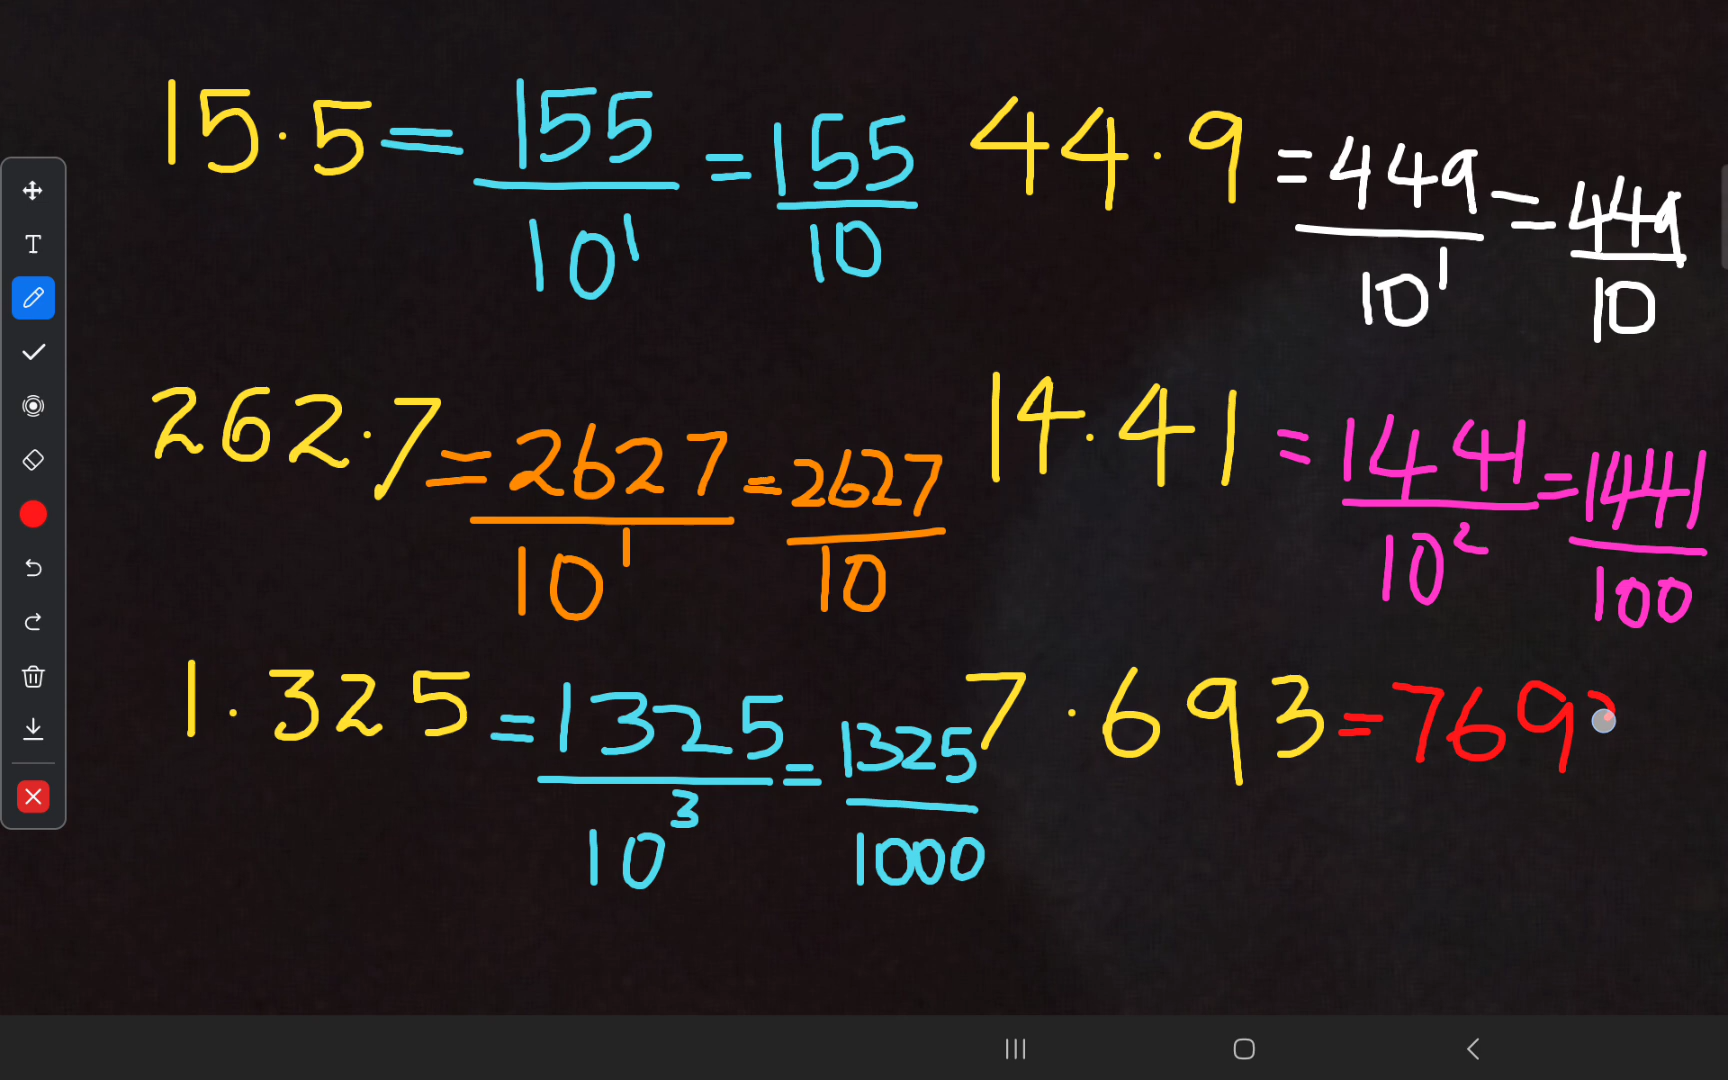 15.5 = 155/10¹ = 155/10
44.9 = 449/10¹ = 449/10
262.7 = 2627/10¹ = 2627/10
14.41 = 1441/10² = 1441/100
1.325 = 1325/10³ = 1325/1000
7.693 = 769
T